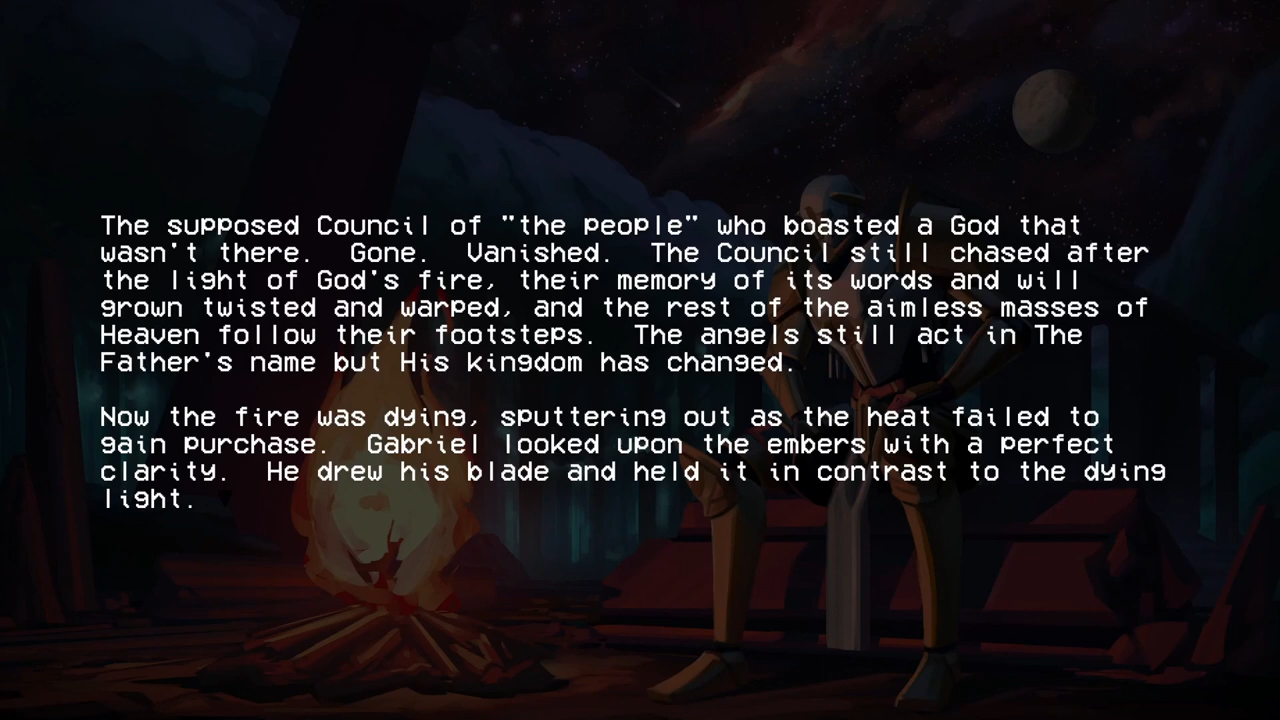 The supposed Council of "the people" who boasted a God that
wasn't there.  Gone.  Vanished.  The Council still chased after
the light of God's fire, their memory of its words and will
grown twisted and warped, and the rest of the aimless masses of
Heaven follow their footsteps.  The angels still act in The
Father's name but His kingdom has changed.

Now the fire was dying, sputtering out as the heat failed to
gain purchase.  Gabriel looked upon the embers with a perfect
clarity.  He drew his blade and held it in contrast to the dying
light.